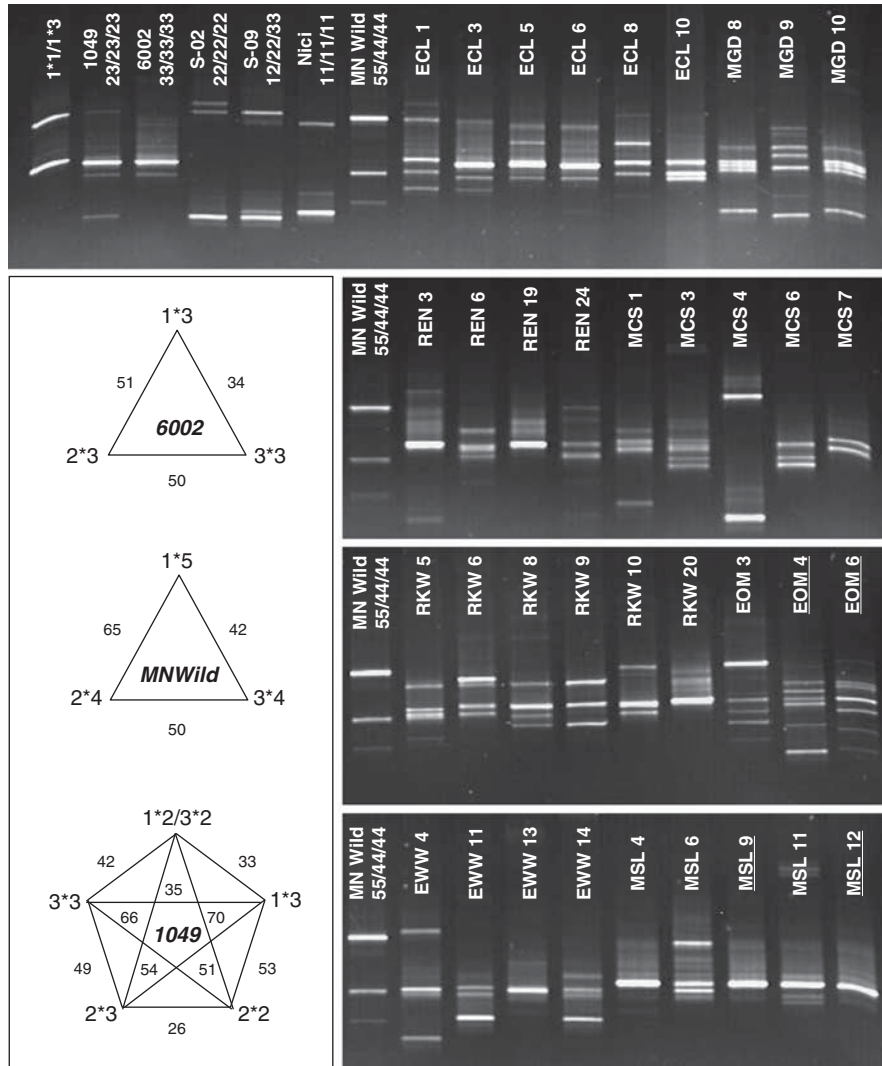 1*1/1*3
1049
23/23/23
6002
33/33/33
S-02
22/22/22
S-09
12/22/33
Nici
11/11/11
MN Wild
55/44/44
ECL 1
ECL 3
ECL 5
ECL 6
ECL 8
ECL 10
MGD 8
MGD 9
MGD 10
1*3
51
34
6002
2*3
3*3
50
1*5
65
42
MNWild
2*4
3*4
50
1*2/3*2
42
33
3*3
35
1*3
66
70
1049
49
54
51
53
2*3
2*2
26
MN Wild
55/44/44
REN 3
REN 6
REN 19
REN 24
MCS 1
MCS 3
MCS 4
MCS 6
MCS 7
MN Wild
55/44/44
RKW 5
RKW 6
RKW 8
RKW 9
RKW 10
RKW 20
EOM 3
EOM 4
EOM 6
MN Wild
55/44/44
EWW 4
EWW 11
EWW 13
EWW 14
MSL 4
MSL 6
MSL 9
MSL 11
MSL 12